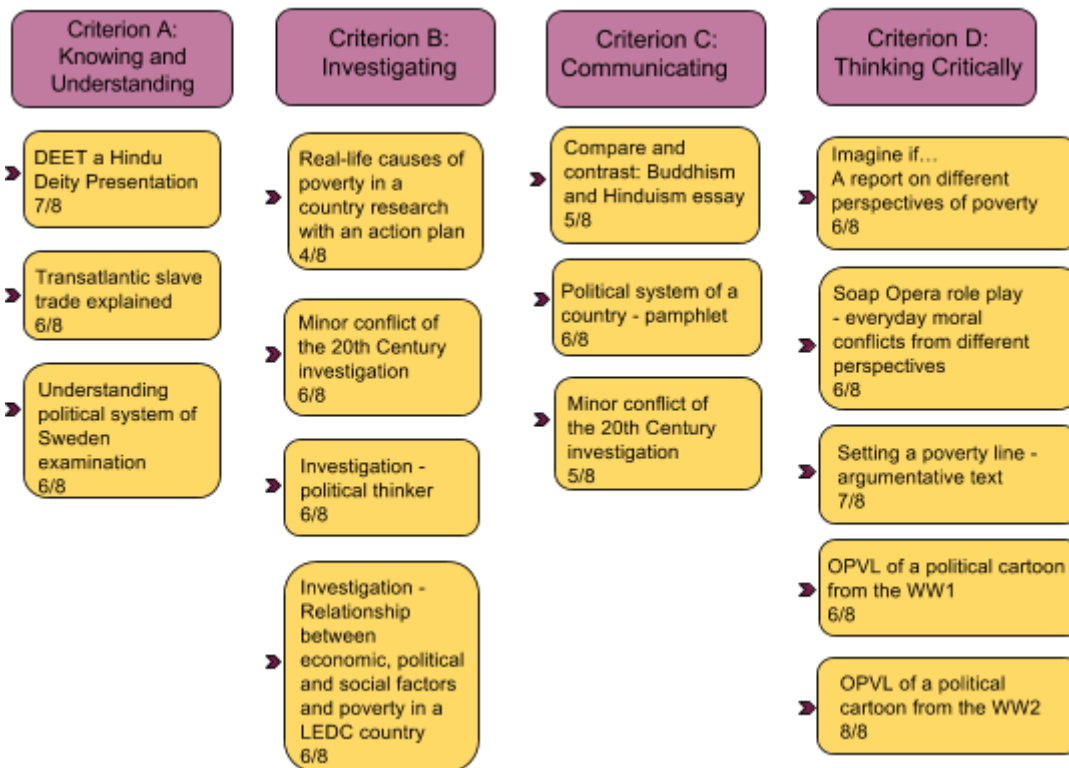 Criterion A:
Knowing and
Understanding
DEET a Hindu
Deity Presentation
7/8
Transatlantic slave
trade explained
6/8
Understanding
political system of
Sweden
examination
6/8
Criterion B:
Investigating
Real-life causes of
poverty in a
country research
with an action plan
4/8
Minor conflict of
the 20th Century
investigation
6/8
Investigation -
political thinker
6/8
Investigation -
Relationship
between
economic, political
and social factors
and poverty in a
LEDC country
6/8
Criterion C:
Communicating
Compare and
contrast: Buddhism
and Hinduism essay
5/8
Political system of a
country - pamphlet
6/8
Minor conflict of
the 20th Century
investigation
5/8
Criterion D:
Thinking Critically
Imagine if...
A report on different
perspectives of poverty
6/8
Soap Opera role play
- everyday moral
conflicts from different
perspectives
6/8
Setting a poverty line -
argumentative text
7/8
OPVL of a political cartoon
from the WW1
6/8
OPVL of a political
cartoon from the WW2
8/8